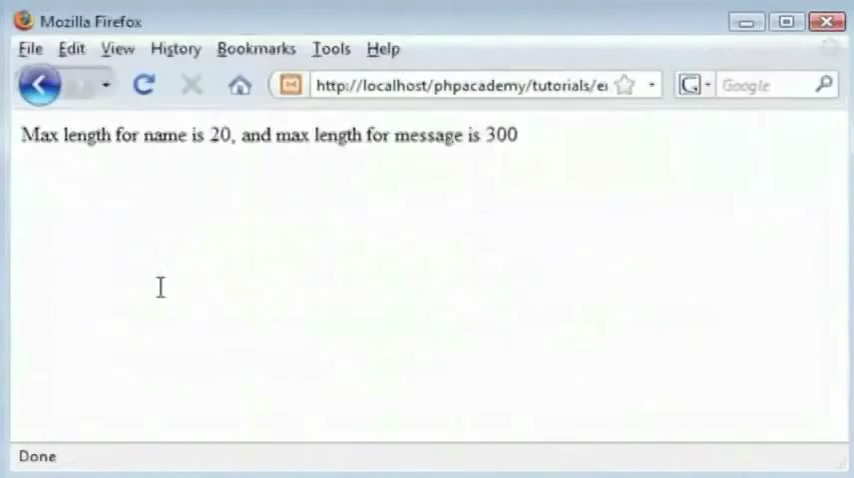 Mozilla Firefox
File Edit View History Bookmarks Tools Help
http://localhost/phpacademy/tutorials/ Google
Max length for name is 20, and max length for message is 300
Done